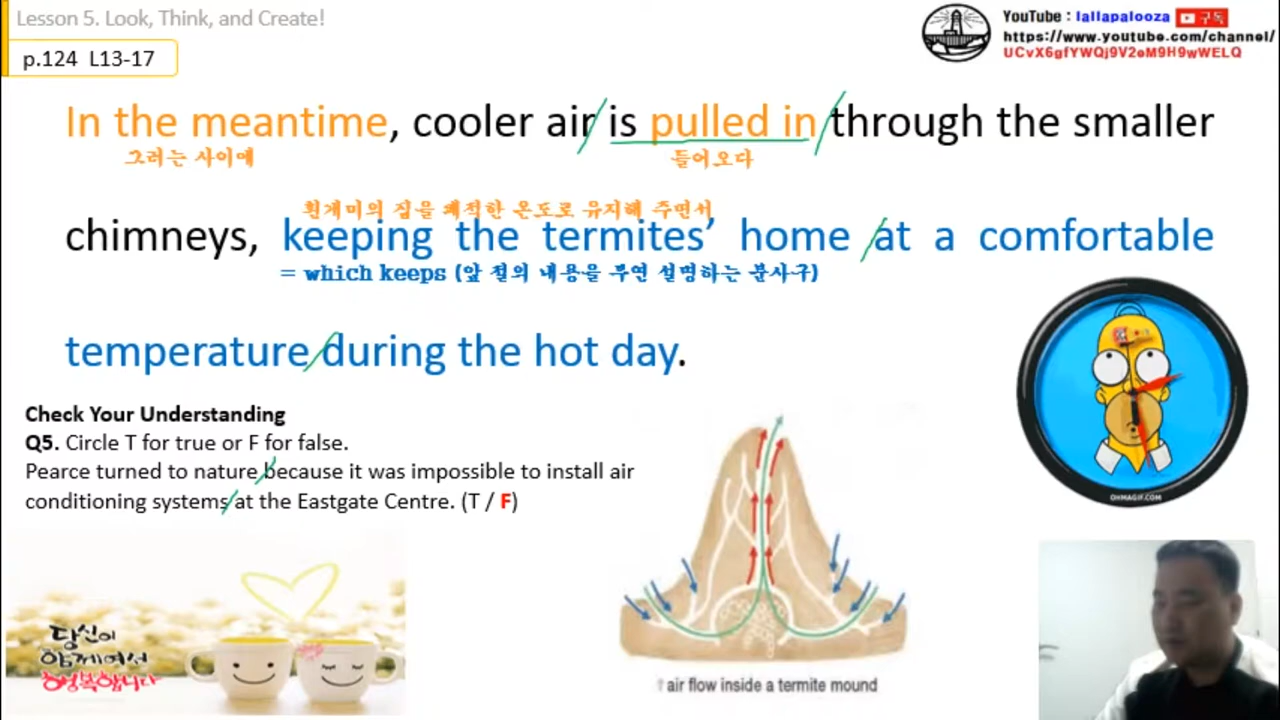 Lesson 5. Look, Think, and Create!
YouTube : lallapalooza 구독
https://www.youtube.com/channel/
UCvX6gfYWQj9V2eM9H9wWELQ
p.124 L13-17
In the meantime, cooler air is pulled in through the smaller
그러는 사이에 들어오다
흰개미의 집을 쾌적한 온도로 유지해 주면서
chimneys, keeping the termites’ home at a comfortable
= which keeps (앞 절의 내용을 부연 설명하는 분사구)
temperature during the hot day.
Check Your Understanding
Q5. Circle T for true or F for false.
Pearce turned to nature because it was impossible to install air
conditioning systems at the Eastgate Centre. (T / F)
OHMAGIF.COM
당신이
함께여서
행복합니다
↑ air flow inside a termite mound